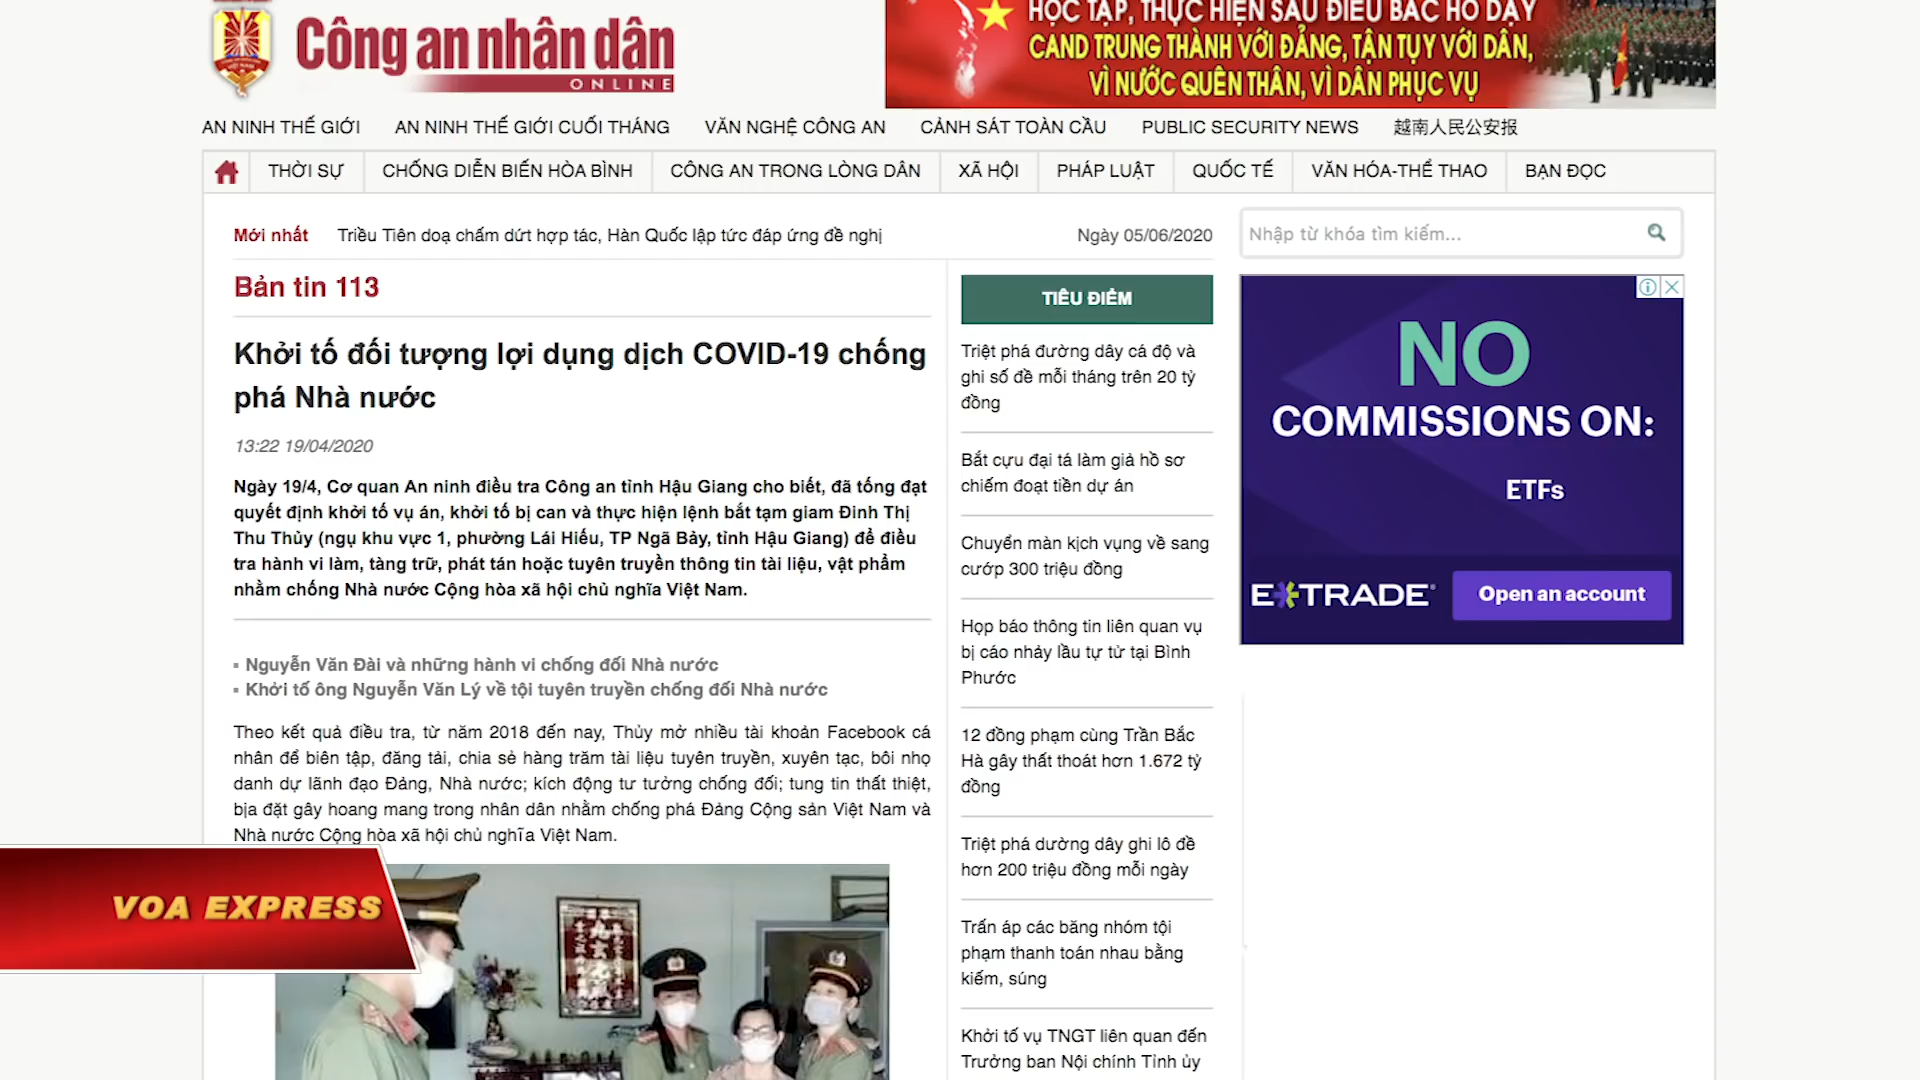 Công an nhân dân
ONLINE
HỌC TẬP, THỰC HIỆN SÁU ĐIỀU BÁC HỒ DẠY
CAND TRUNG THÀNH VỚI ĐẢNG, TẬN TỤY VỚI DÂN,
VÌ NƯỚC QUÊN THÂN, VÌ DÂN PHỤC VỤ
AN NINH THẾ GIỚI AN NINH THẾ GIỚI CUỐI THÁNG VĂN NGHỆ CÔNG AN CẢNH SÁT TOÀN CẦU PUBLIC SECURITY NEWS 越南人民公安报
THỜI SỰ CHỐNG DIỄN BIẾN HÒA BÌNH CÔNG AN TRONG LÒNG DÂN XÃ HỘI PHÁP LUẬT QUỐC TẾ VĂN HÓA-THỂ THAO BẠN ĐỌC
Mới nhất Triều Tiên doạ chấm dứt hợp tác, Hàn Quốc lập tức đáp ứng đề nghị Ngày 05/06/2020
Nhập từ khóa tìm kiếm...
Bản tin 113
Khởi tố đối tượng lợi dụng dịch COVID-19 chống
phá Nhà nước
13:22 19/04/2020
Ngày 19/4, Cơ quan An ninh điều tra Công an tỉnh Hậu Giang cho biết, đã tống đạt
quyết định khởi tố vụ án, khởi tố bị can và thực hiện lệnh bắt tạm giam Đinh Thị
Thu Thủy (ngụ khu vực 1, phường Lái Hiếu, TP Ngã Bảy, tỉnh Hậu Giang) để điều
tra hành vi làm, tàng trữ, phát tán hoặc tuyên truyền thông tin tài liệu, vật phẩm
nhằm chống Nhà nước Cộng hòa xã hội chủ nghĩa Việt Nam.
Nguyễn Văn Đài và những hành vi chống đối Nhà nước
Khởi tố ông Nguyễn Văn Lý về tội tuyên truyền chống đối Nhà nước
Theo kết quả điều tra, từ năm 2018 đến nay, Thủy mở nhiều tài khoản Facebook cá
nhân để biên tập, đăng tải, chia sẻ hàng trăm tài liệu tuyên truyền, xuyên tạc, bôi nhọ
danh dự lãnh đạo Đảng, Nhà nước; kích động tư tưởng chống đối; tung tin thất thiệt,
bịa đặt gây hoang mang trong nhân dân nhằm chống phá Đảng Cộng sản Việt Nam và
Nhà nước Cộng hòa xã hội chủ nghĩa Việt Nam.
VOA EXPRESS
TIÊU ĐIỂM
Triệt phá đường dây cá độ và
ghi số đề mỗi tháng trên 20 tỷ
đồng
Bắt cựu đại tá làm giả hồ sơ
chiếm đoạt tiền dự án
Chuyển màn kịch vụng về sang
cướp 300 triệu đồng
Họp báo thông tin liên quan vụ
bị cáo nhảy lầu tự tử tại Bình
Phước
12 đồng phạm cùng Trần Bắc
Hà gây thất thoát hơn 1.672 tỷ
đồng
Triệt phá dường dây ghi lô đề
hơn 200 triệu đồng mỗi ngày
Trấn áp các băng nhóm tội
phạm thanh toán nhau bằng
kiếm, súng
Khởi tố vụ TNGT liên quan đến
Trưởng ban Nội chính Tỉnh ủy
NO
COMMISSIONS ON:
ETFs
E*TRADE
Open an account